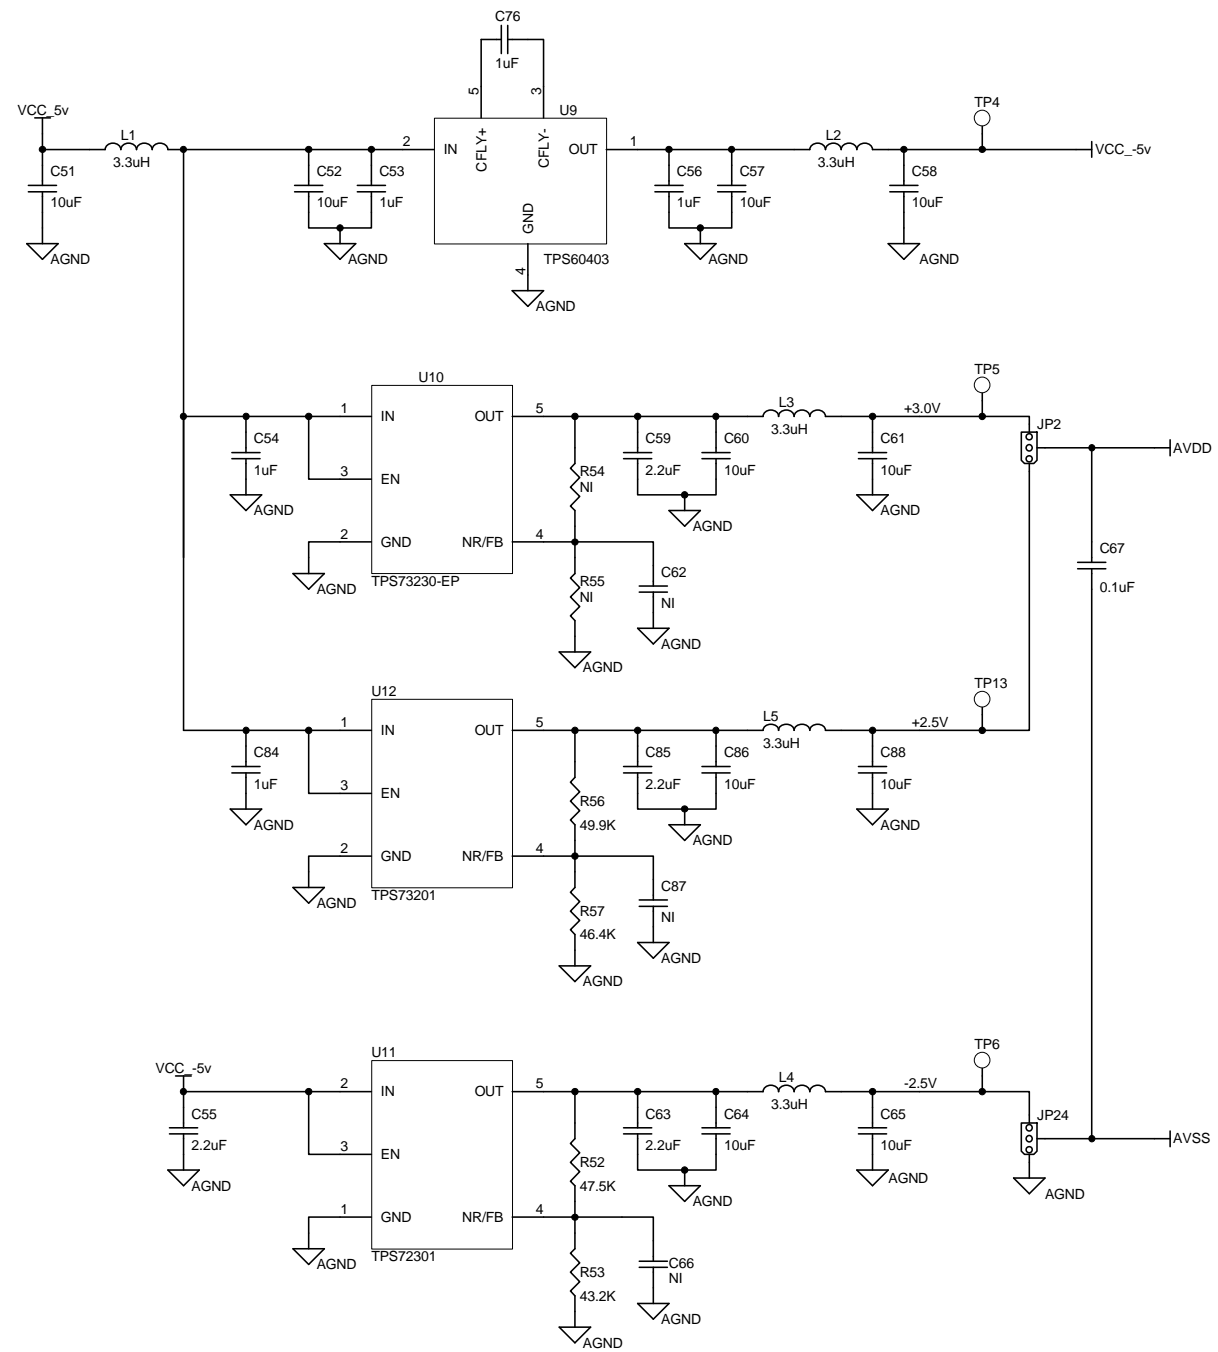 C76
1uF
5
3
U9
TP4
VCC_5v
L1
3.3uH
2
IN
CFLY+
CFLY-
OUT
1
L2
3.3uH
VCC_-5v
C51
10uF
C52
10uF
C53
1uF
C56
1uF
C57
10uF
C58
10uF
GND
AGND
AGND
4
TPS60403
AGND
AGND
AGND
U10
TP5
1
IN
OUT
5
L3
3.3uH
+3.0V
JP2
C54
1uF
3
EN
R54
NI
C59
2.2uF
C60
10uF
C61
10uF
AVDD
AGND
AGND
AGND
2
GND
NR/FB
4
AGND
TPS73230-EP
R55
NI
C62
NI
C67
0.1uF
AGND
AGND
U12
TP13
1
IN
OUT
5
L5
3.3uH
+2.5V
C84
1uF
3
EN
R56
49.9K
C85
2.2uF
C86
10uF
C88
10uF
AGND
AGND
AGND
2
GND
NR/FB
4
AGND
TPS73201
R57
46.4K
C87
NI
AGND
AGND
U11
TP6
VCC_-5v
2
IN
OUT
5
L4
3.3uH
-2.5V
JP24
C55
2.2uF
3
EN
R52
47.5K
C63
2.2uF
C64
10uF
C65
10uF
AVSS
AGND
AGND
AGND
AGND
1
GND
NR/FB
4
AGND
TPS72301
R53
43.2K
C66
NI
AGND
AGND